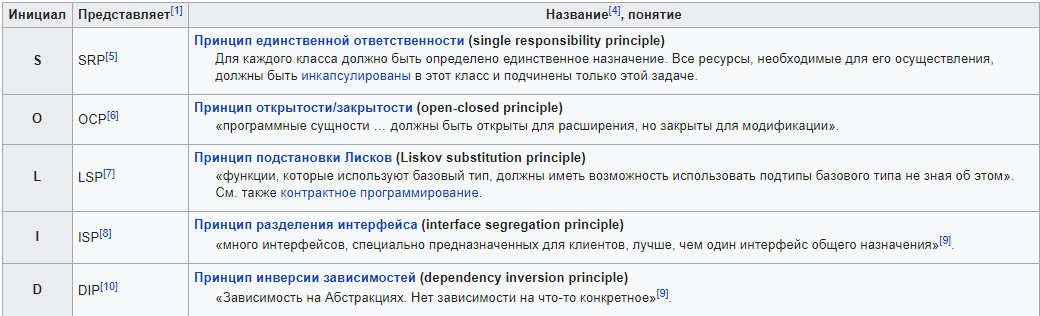 Инициал Представляет[1] Название[4], понятие
S SRP[5] Принцип единственной ответственности (single responsibility principle)
Для каждого класса должно быть определено единственное назначение. Все ресурсы, необходимые для его осуществления,
должны быть инкапсулированы в этот класс и подчинены только этой задаче.
O OCP[6] Принцип открытости/закрытости (open-closed principle)
«программные сущности … должны быть открыты для расширения, но закрыты для модификации».
L LSP[7] Принцип подстановки Лисков (Liskov substitution principle)
«функции, которые используют базовый тип, должны иметь возможность использовать подтипы базового типа не зная об этом».
См. также контрактное программирование.
I ISP[8] Принцип разделения интерфейса (interface segregation principle)
«много интерфейсов, специально предназначенных для клиентов, лучше, чем один интерфейс общего назначения»[9].
D DIP[10] Принцип инверсии зависимостей (dependency inversion principle)
«Зависимость на Абстракциях. Нет зависимости на что-то конкретное»[9].